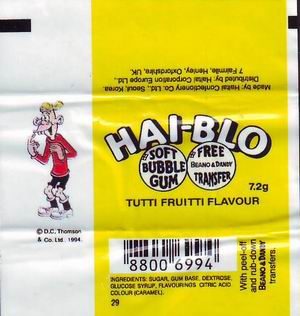 Made by: Haitai Confectionery Co. Ltd., Seoul, Korea.
Distributed by: Haitai Corporation Europe Ltd.,
7 Fairmile, Henley, Oxfordshire, UK.
HAI-BLO
SOFT
BUBBLE
GUM
FREE
BEANO & DANDY
TRANSFER
7.2g
TUTTI FRUITTI FLAVOUR
© D.C. Thomson
& Co. Ltd. 1994.
8800 6994
INGREDIENTS: SUGAR, GUM BASE, DEXTROSE,
GLUCOSE SYRUP, FLAVOURINGS CITRIC ACID
COLOUR (CARAMEL).
29
With peel-off
and rub-down
BEANO & DANDY
transfers.